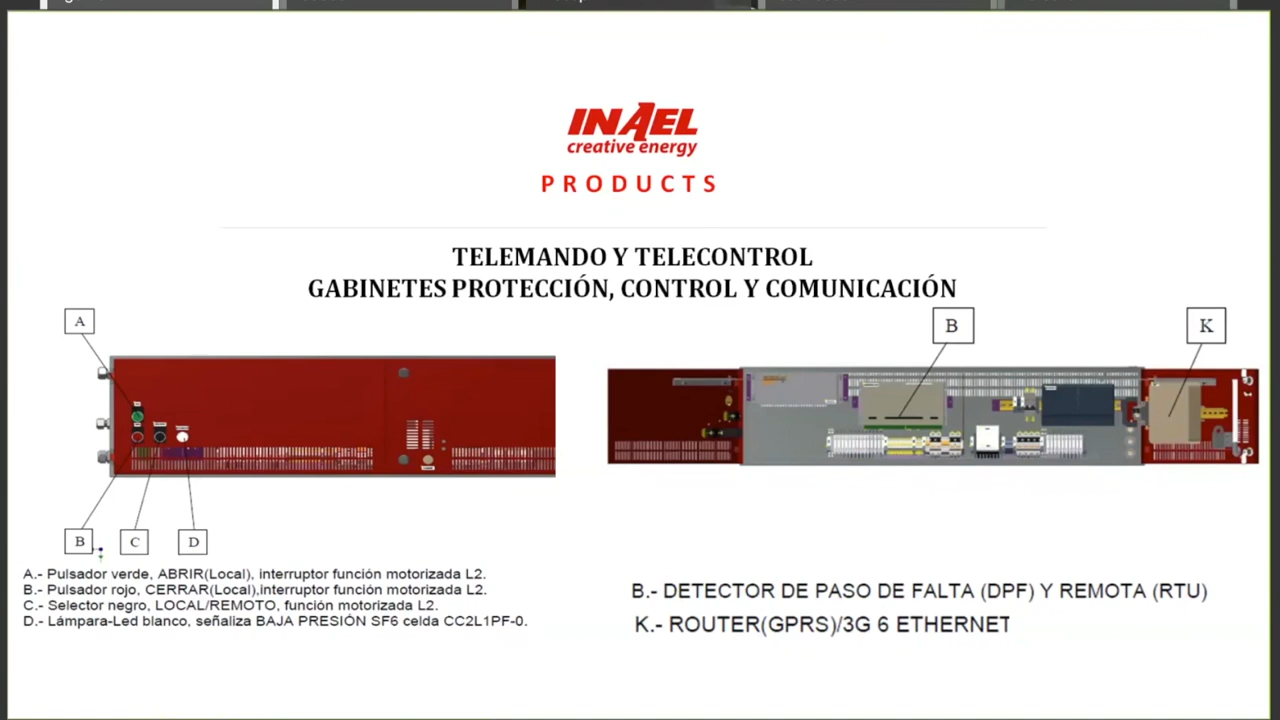 INAEL
creative energy
PRODUCTS
TELEMANDO Y TELECONTROL
GABINETES PROTECCIÓN, CONTROL Y COMUNICACIÓN
A
B
K
B
C
D
A.- Pulsador verde, ABRIR(Local), interruptor función motorizada L2.
B.- Pulsador rojo, CERRAR(Local),interruptor función motorizada L2.
C.- Selector negro, LOCAL/REMOTO, función motorizada L2.
D.- Lámpara-Led blanco, señaliza BAJA PRESIÓN SF6 celda CC2L1PF-0.
B.- DETECTOR DE PASO DE FALTA (DPF) Y REMOTA (RTU)
K.- ROUTER(GPRS)/3G 6 ETHERNET